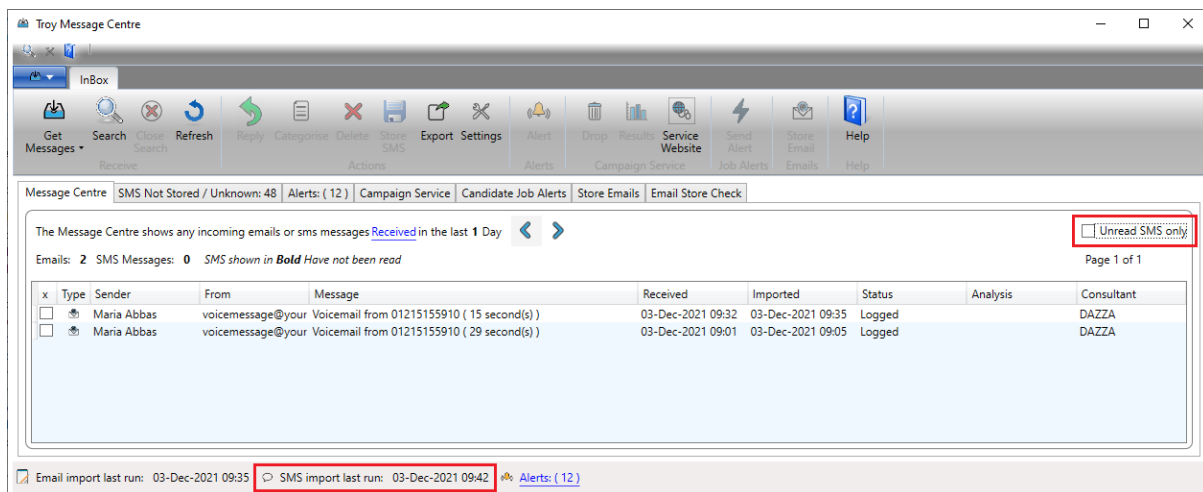 Troy Message Centre
InBox
Get Messages
Search
Close Search
Refresh
Reply
Categorise
Delete
Store SMS
Export
Settings
Alert
Drop
Results
Service Website
Send Alert
Store Email
Help
Receive
Actions
Alerts
Campaign Service
Job Alerts
Emails
Help
Message Centre SMS Not Stored / Unknown: 48 Alerts: ( 12 ) Campaign Service Candidate Job Alerts Store Emails Email Store Check
The Message Centre shows any incoming emails or sms messages Received in the last 1 Day
Unread SMS only
Emails: 2 SMS Messages: 0 SMS shown in Bold Have not been read
Page 1 of 1
x Type Sender From Message Received Imported Status Analysis Consultant
Maria Abbas voicemessage@your Voicemail from 01215155910 ( 15 second(s) ) 03-Dec-2021 09:32 03-Dec-2021 09:35 Logged DAZZA
Maria Abbas voicemessage@your Voicemail from 01215155910 ( 29 second(s) ) 03-Dec-2021 09:01 03-Dec-2021 09:05 Logged DAZZA
Email import last run: 03-Dec-2021 09:35 SMS import last run: 03-Dec-2021 09:42 Alerts: ( 12 )